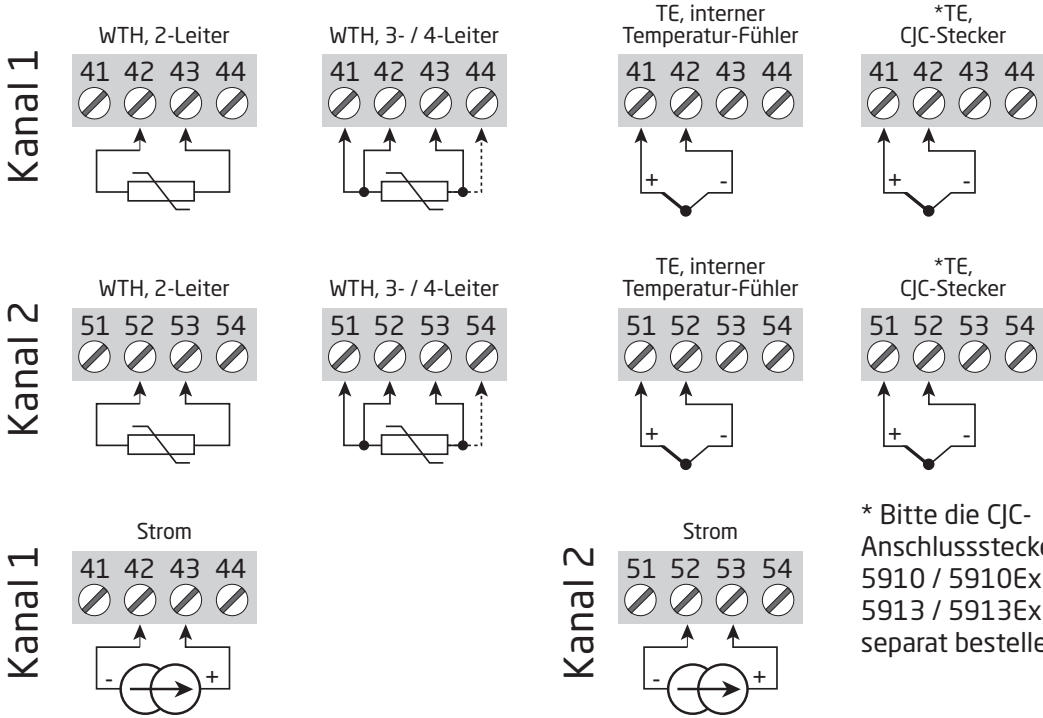 Kanal 1
WTH, 2-Leiter
41 42 43 44
WTH, 3- / 4-Leiter
41 42 43 44
TE, interner
Temperatur-Fühler
41 42 43 44
+ -
*TE,
CJC-Stecker
41 42 43 44
+ -
Kanal 2
WTH, 2-Leiter
51 52 53 54
WTH, 3- / 4-Leiter
51 52 53 54
TE, interner
Temperatur-Fühler
51 52 53 54
+ -
*TE,
CJC-Stecker
51 52 53 54
+ -
Kanal 1
Strom
41 42 43 44
- +
Kanal 2
Strom
51 52 53 54
- +
* Bitte die CJC-
5910 / 5910Ex
5913 / 5913Ex
separat